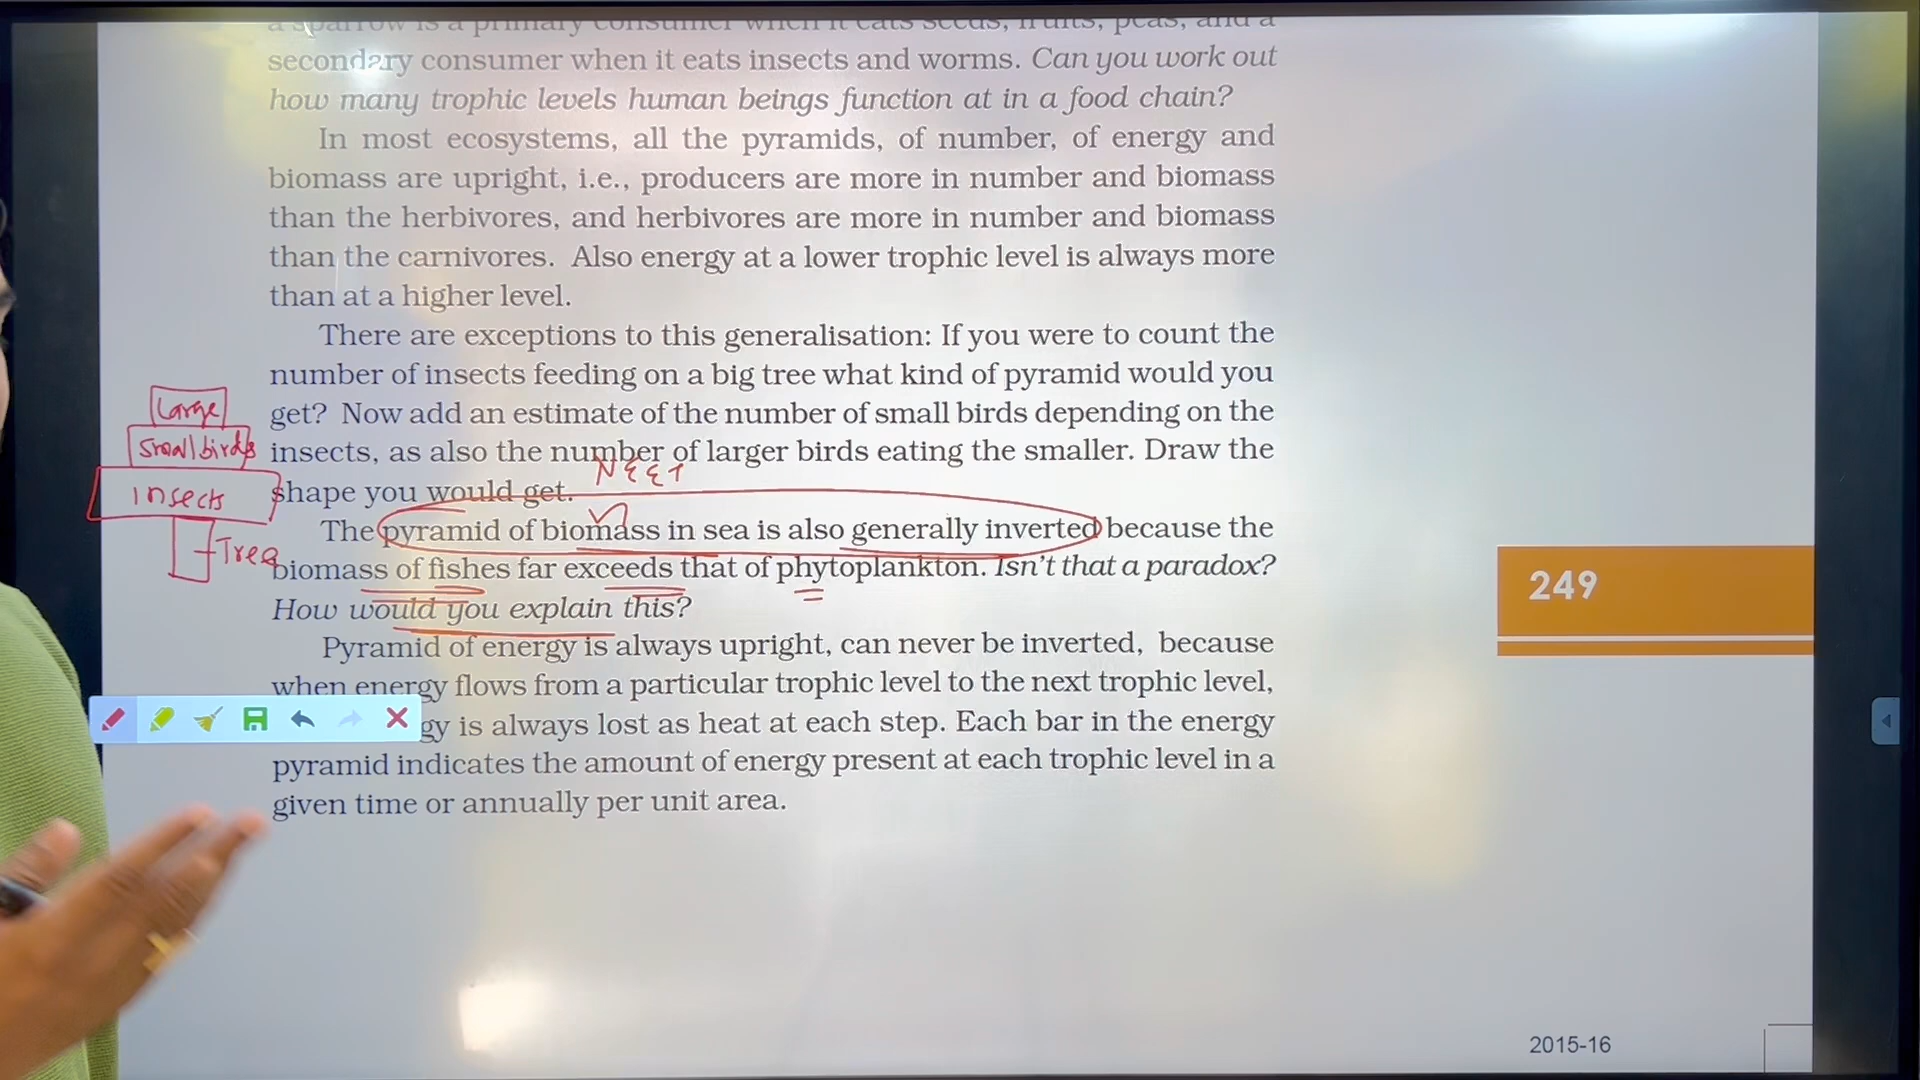 a sparrow is a primary consumer when it eats seeds, fruits, peas, and a
secondary consumer when it eats insects and worms. Can you work out
how many trophic levels human beings function at in a food chain?
In most ecosystems, all the pyramids, of number, of energy and
biomass are upright, i.e., producers are more in number and biomass
than the herbivores, and herbivores are more in number and biomass
than the carnivores. Also energy at a lower trophic level is always more
than at a higher level.
There are exceptions to this generalisation: If you were to count the
number of insects feeding on a big tree what kind of pyramid would you
Large
get? Now add an estimate of the number of small birds depending on the
Small birds
insects, as also the number of larger birds eating the smaller. Draw the
NEET
insects
shape you would get.
The pyramid of biomass in sea is also generally inverted because the
Tree
biomass of fishes far exceeds that of phytoplankton. Isn't that a paradox?
249
How would you explain this?
Pyramid of energy is always upright, can never be inverted, because
when energy flows from a particular trophic level to the next trophic level,
gy is always lost as heat at each step. Each bar in the energy
pyramid indicates the amount of energy present at each trophic level in a
given time or annually per unit area.
2015-16